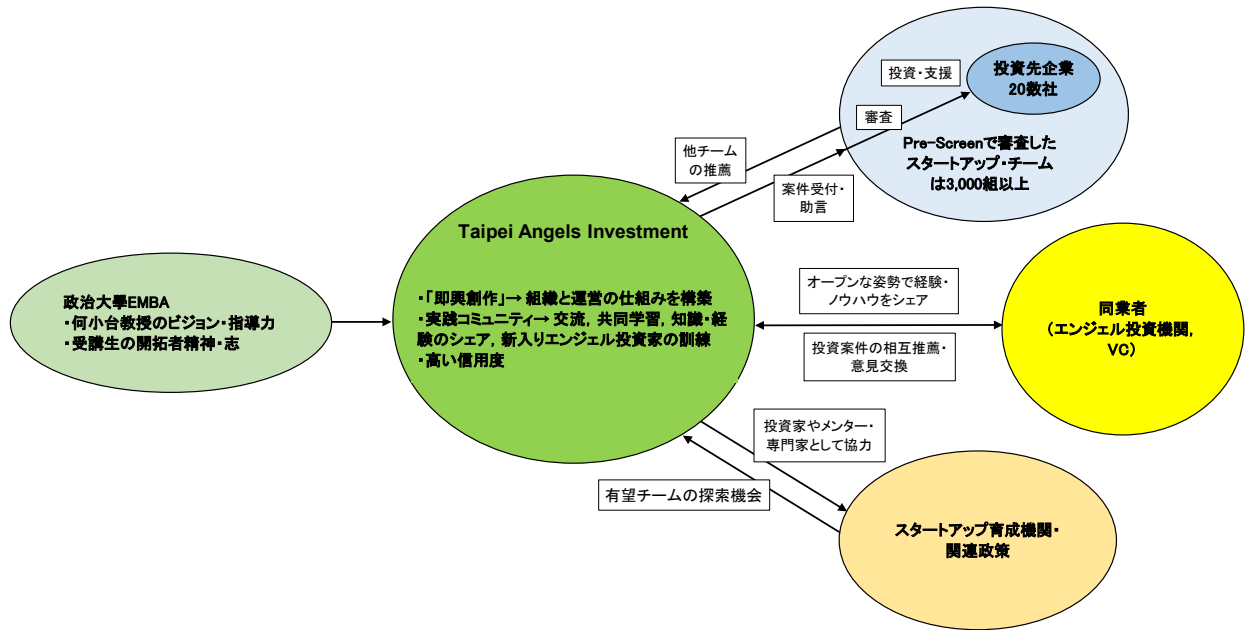 投資先企業
20数社
投資・支援
審査
Pre-Screenで審査した
スタートアップ・チーム
は3,000組以上
他チーム
の推薦
案件受付・
助言
Taipei Angels Investment
・「即興創作」→ 組織と運営の仕組みを構築
・実践コミュニティ→ 交流，共同学習，知識・経
験のシェア，新入りエンジェル投資家の訓練
・高い信用度
政治大學EMBA
・何小台教授のビジョン・指導力
・受講生の開拓者精神・志
オープンな姿勢で経験・
ノウハウをシェア
投資案件の相互推薦・
意見交換
同業者
（エンジェル投資機関，
VC）
投資家やメンター・
専門家として協力
有望チームの探索機会
スタートアップ育成機関・
関連政策